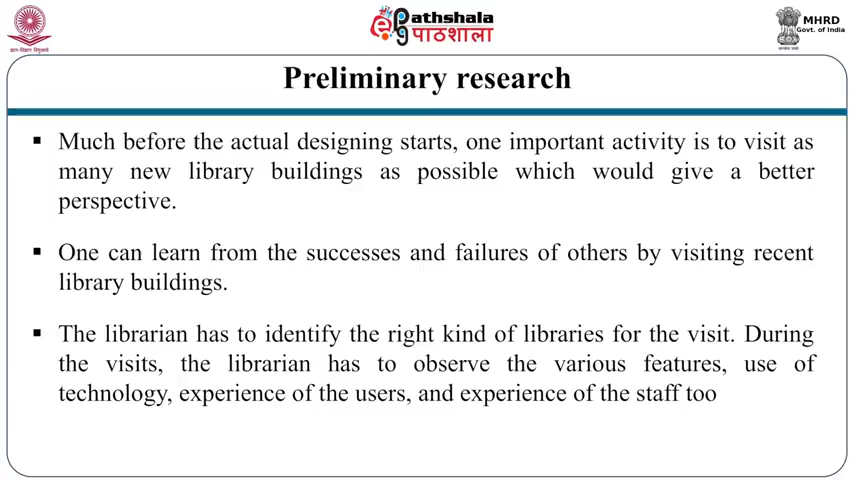 ePathshala
पाठशाला
MHRD
Govt. of India
Preliminary research
▪ Much before the actual designing starts, one important activity is to visit as
many new library buildings as possible which would give a better
perspective.
▪ One can learn from the successes and failures of others by visiting recent
library buildings.
▪ The librarian has to identify the right kind of libraries for the visit. During
the visits, the librarian has to observe the various features, use of
technology, experience of the users, and experience of the staff too